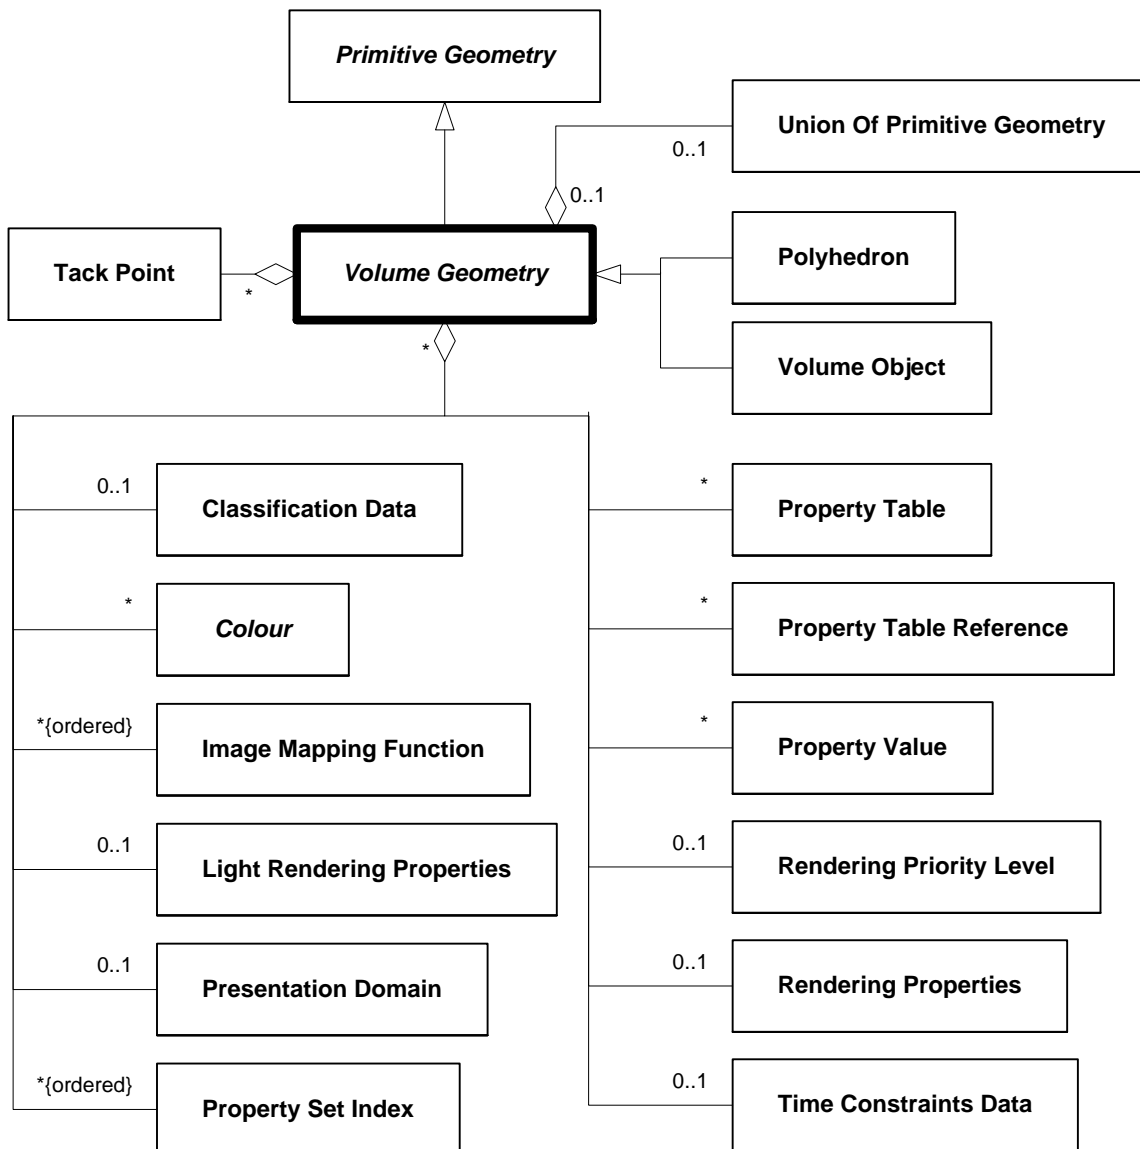 Primitive Geometry
Union Of Primitive Geometry
0..1
0..1
Tack Point
*
Volume Geometry
Polyhedron
Volume Object
*
0..1
Classification Data
*
Property Table
*
Colour
*
Property Table Reference
*{ordered}
Image Mapping Function
*
Property Value
0..1
Light Rendering Properties
0..1
Rendering Priority Level
0..1
Presentation Domain
0..1
Rendering Properties
*{ordered}
Property Set Index
0..1
Time Constraints Data